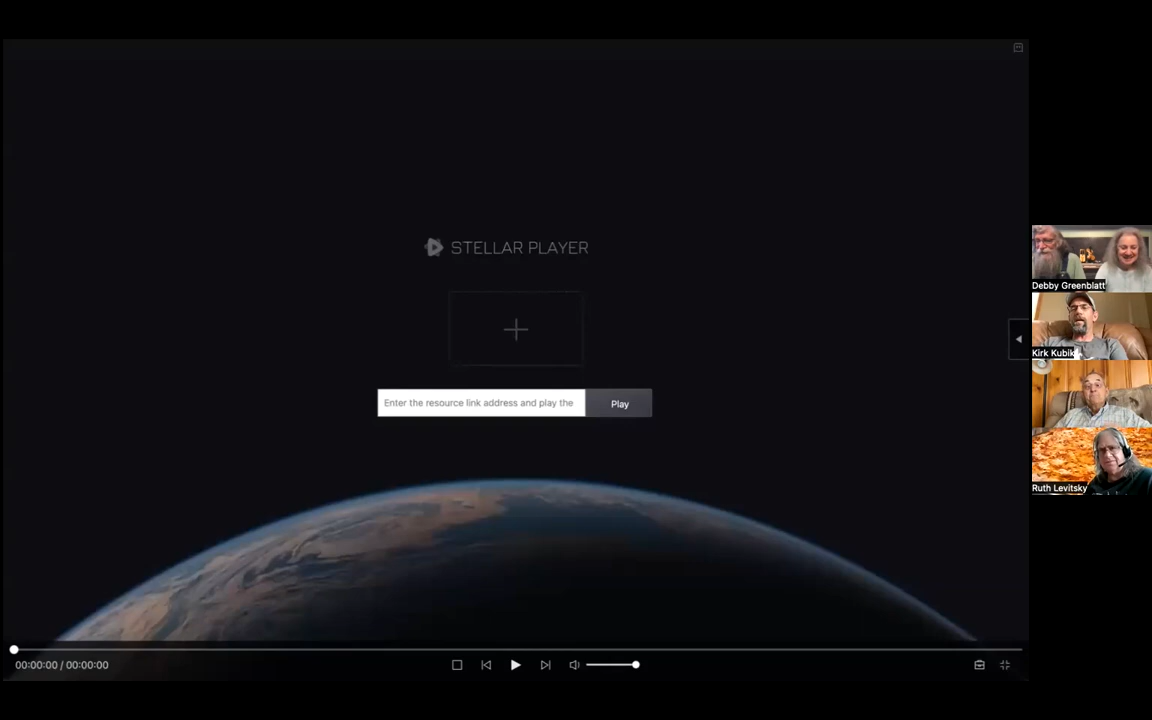 STELLAR PLAYER
Enter the resource link address and play the
Play
00:00:00 / 00:00:00
Debby Greenblatt
Kirk Kubik
Ruth Levitsky